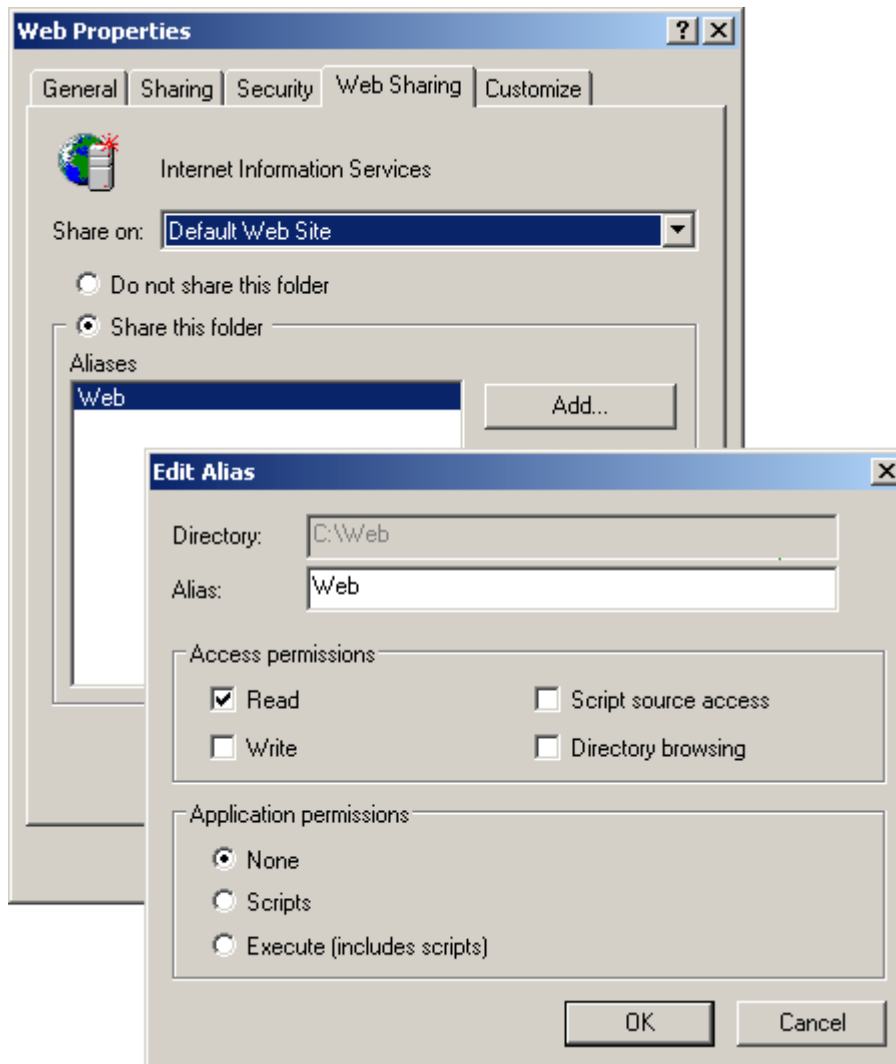 Web Properties
General Sharing Security Web Sharing Customize
Internet Information Services
Share on: Default Web Site
Do not share this folder
Share this folder
Aliases
Web
Add...
Edit Alias
Directory: C:\Web
Alias: Web
Access permissions
Read Script source access
Write Directory browsing
Application permissions
None
Scripts
Execute (includes scripts)
OK Cancel